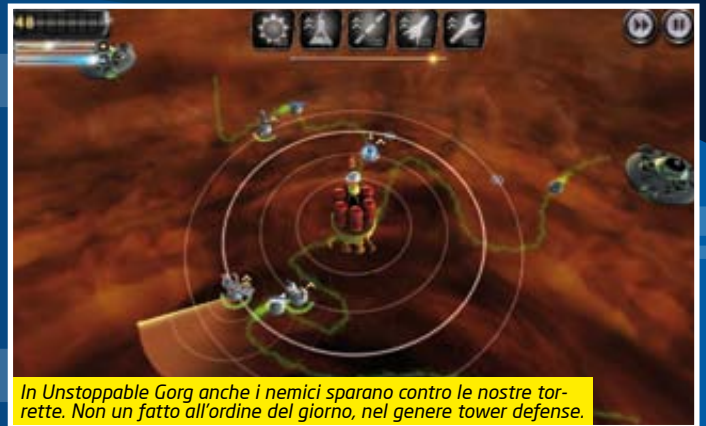 48
In Unstoppable Gorg anche i nemici sparano contro le nostre tor-
rette. Non un fatto all'ordine del giorno, nel genere tower defense.